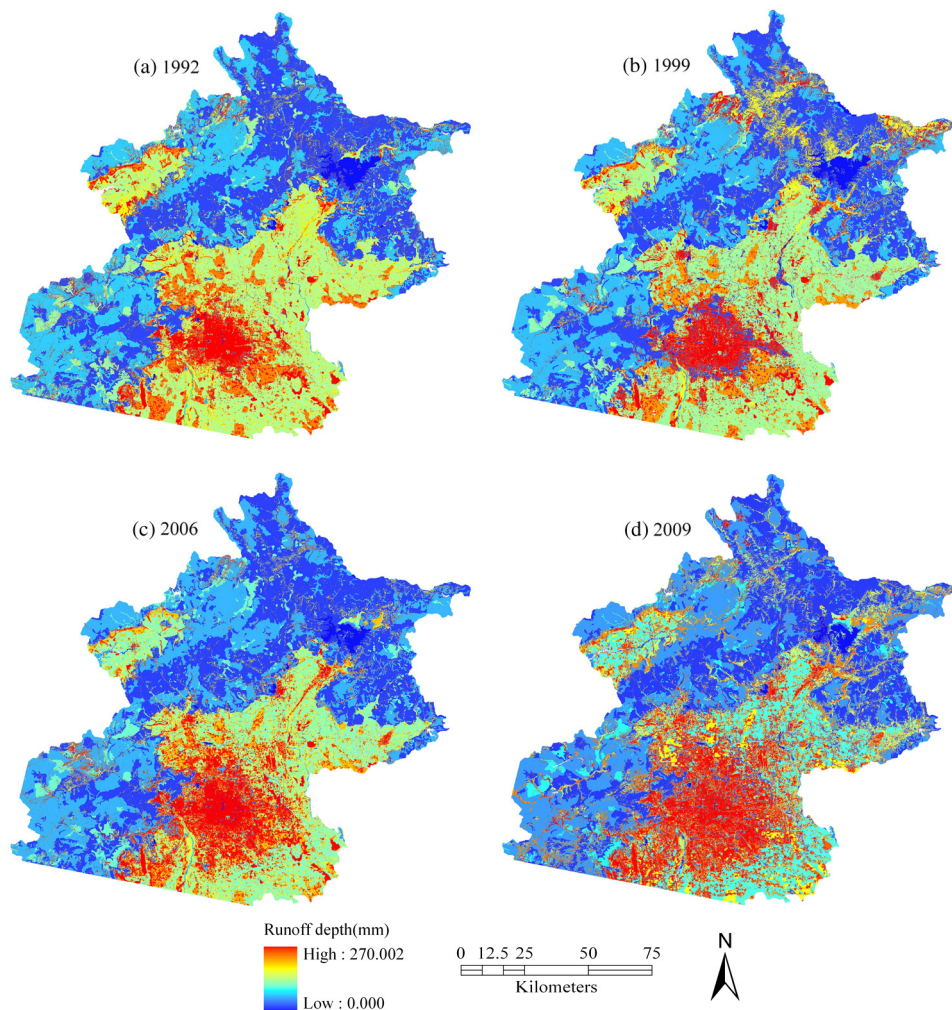 (a) 1992
(b) 1999
(c) 2006
(d) 2009
Runoff depth(mm)
High : 270.002
Low : 0.000
0 12.5 25 50 75
Kilometers
N